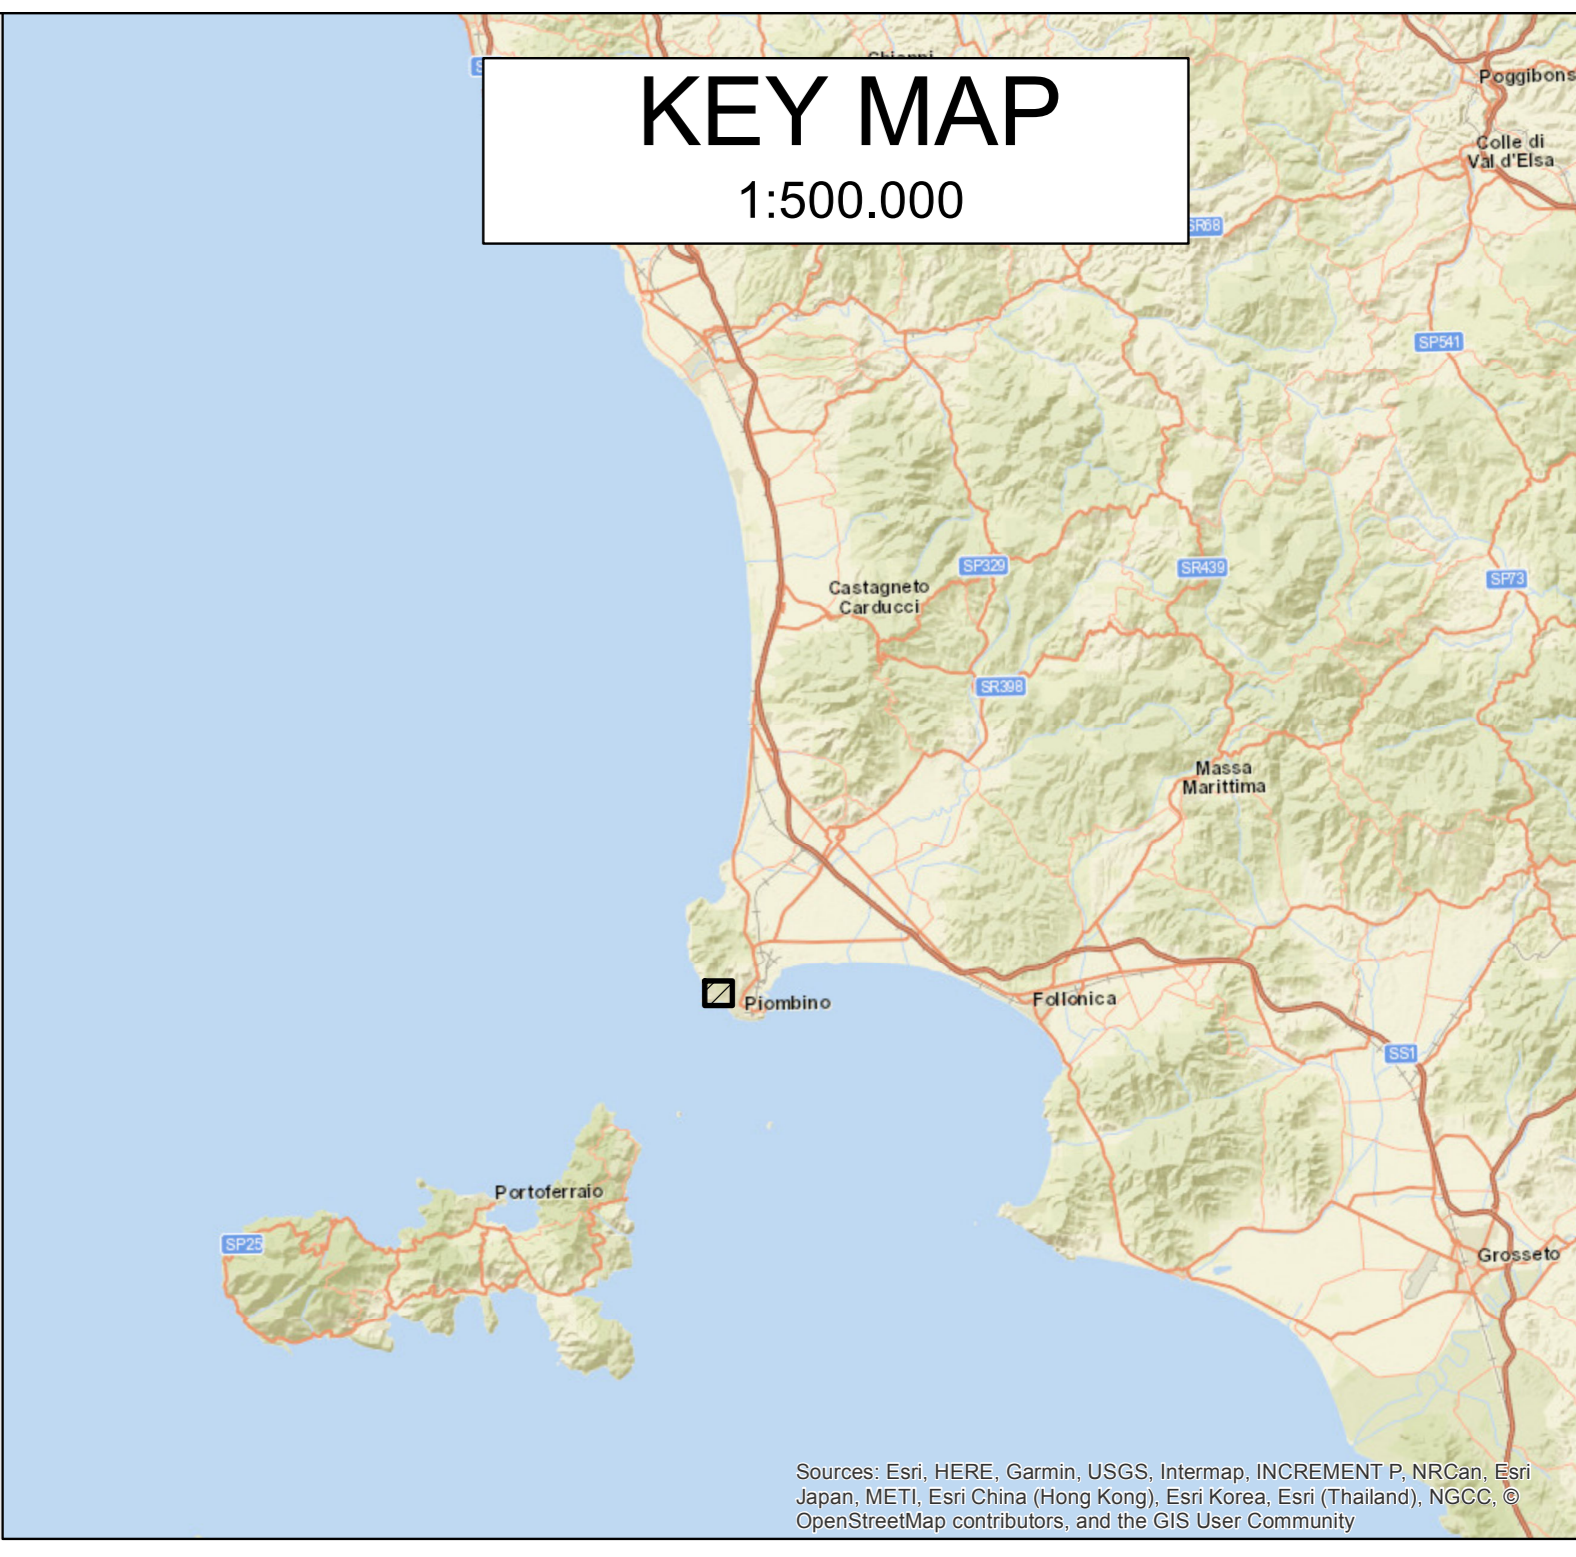 KEY MAP
1:500.000
Poggibons
Colle di
Val d'Elsa
SR68
SP541
SP329
SR439
SP73
Castagneto
Carducci
SR398
Massa
Marittima
Piombino
Follonica
SS1
Portoferraio
SP25
Grosseto
Sources: Esri, HERE, Garmin, USGS, Intermap, INCREMENT P, NRCan, Esri
Japan, METI, Esri China (Hong Kong), Esri Korea, Esri (Thailand), NGCC, ©
OpenStreetMap contributors, and the GIS User Community